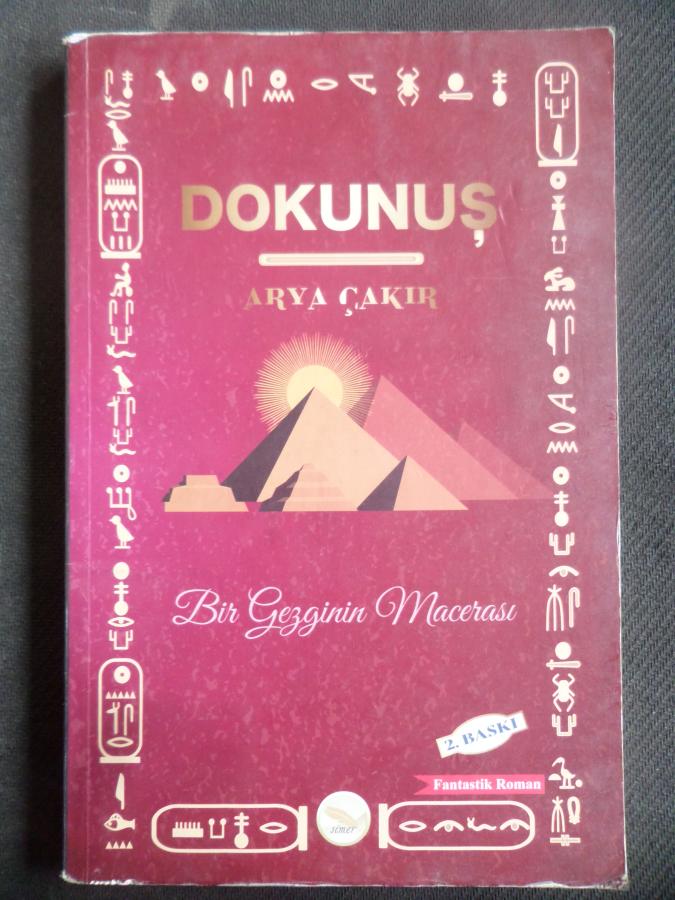 DOKUNUŞ
ARYA ÇAKIR
Bir Gezginin Macerası
2. BASKI
Fantastik Roman
simer